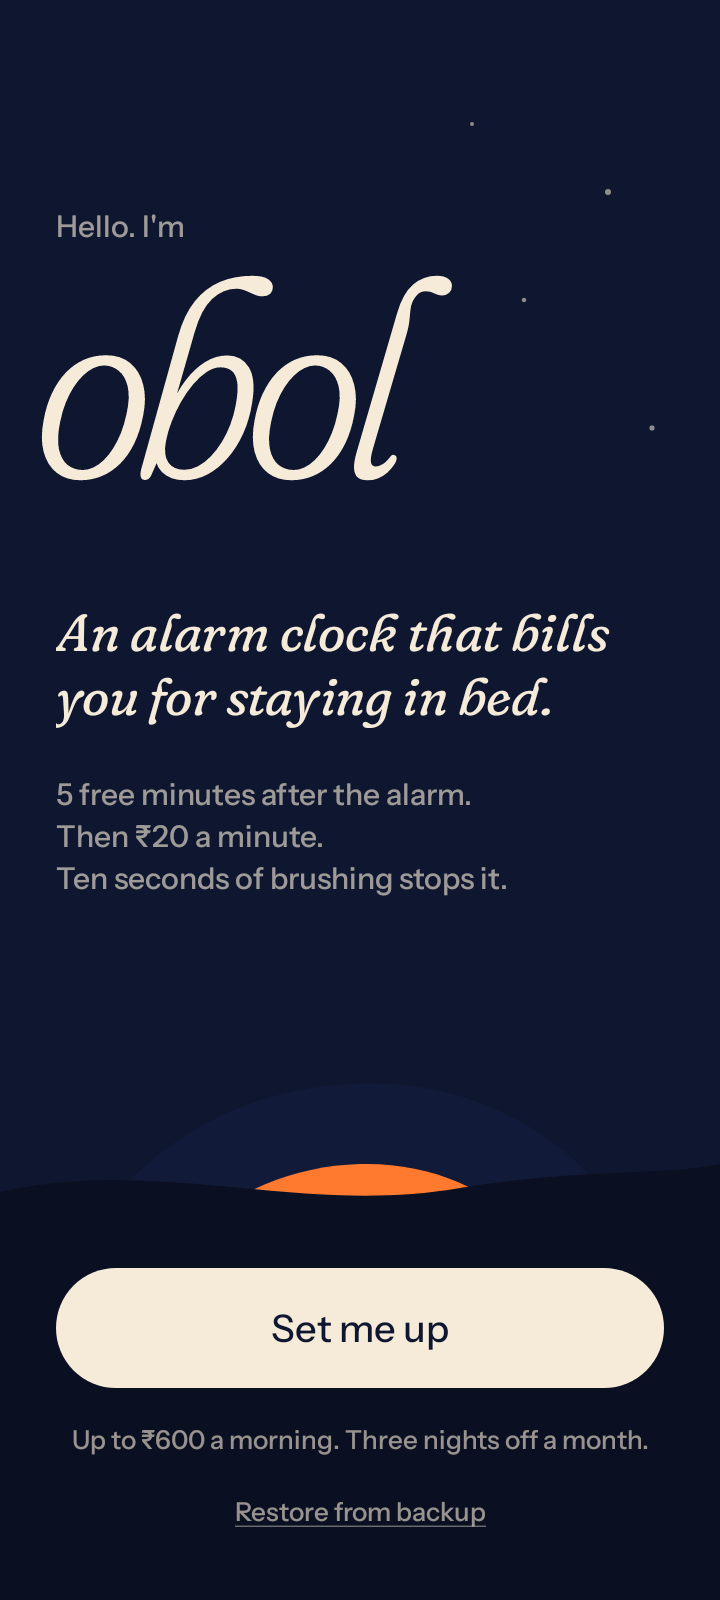 Hello. I'm
obol
An alarm clock that bills
you for staying in bed.
5 free minutes after the alarm.
Then ₹20 a minute.
Ten seconds of brushing stops it.
Set me up
Up to ₹600 a morning. Three nights off a month.
Restore from backup